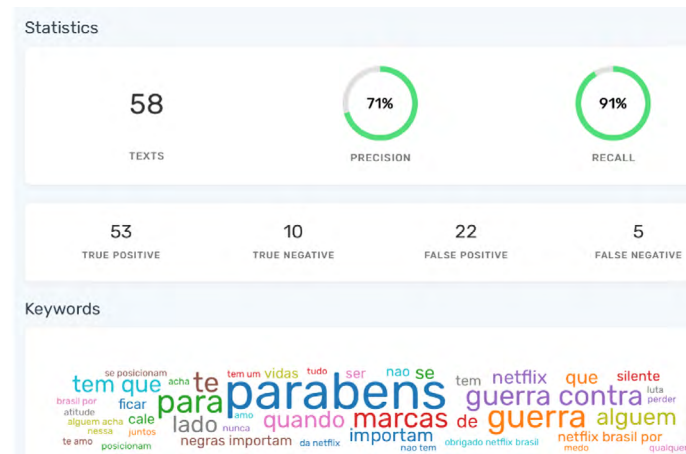 Statistics
58
71%
91%
TEXTS
PRECISION
RECALL
53
10
22
5
TRUE POSITIVE
TRUE NEGATIVE
FALSE POSITIVE
FALSE NEGATIVE
Keywords
se posicionam
tem um
vidas
tudo
ser
nao
se
tem que
acha
te
parabens
tem
netflix
que
silente
luta
brasil por
ficar
para
guerra contra
perder
atitude
amo
alguem acha
cale
lado
nunca
quando
marcas
de
guerra
alguem
nessa
juntos
te amo
posicionam
negras importam
da netflix
importam
nao tem
obrigado netflix brasil
netflix brasil por
medo
qualquer